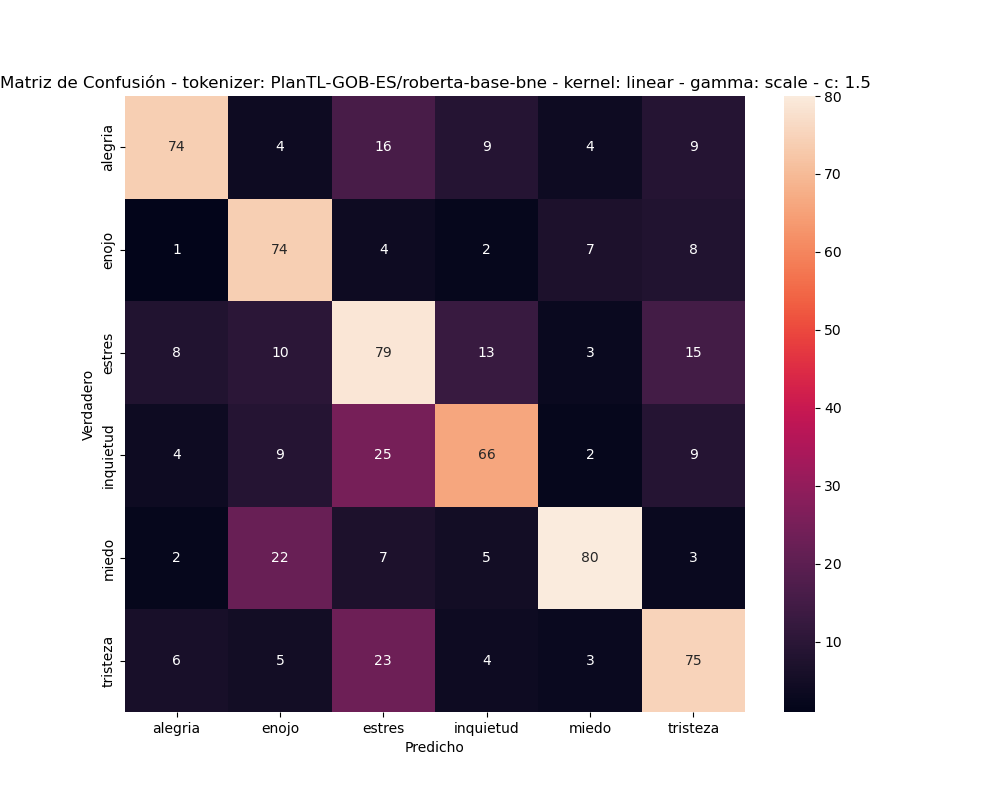 Matriz de Confusión - tokenizer: PlanTL-GOB-ES/roberta-base-bne - kernel: linear - gamma: scale - c: 1.5
Verdadero
alegria 74 4 16 9 4 9
enojo 1 74 4 2 7 8
estres 8 10 79 13 3 15
inquietud 4 9 25 66 2 9
miedo 2 22 7 5 80 3
tristeza 6 5 23 4 3 75
alegria enojo estres inquietud miedo tristeza
Predicho
80
70
60
50
40
30
20
10